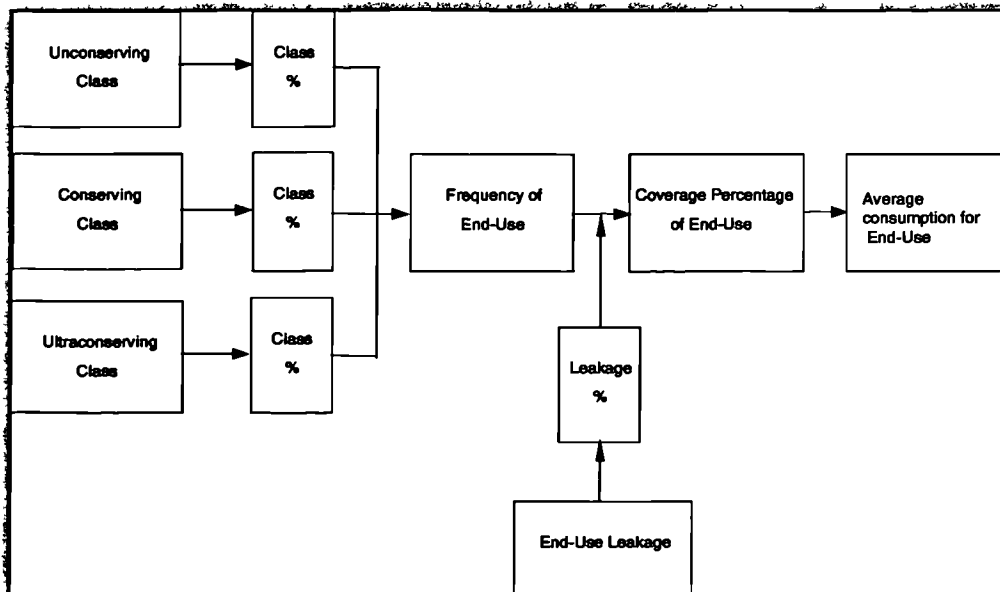 Unconserving
Class
Class
%
Conserving
Class
Class
%
Ultraconserving
Class
Class
%
Frequency of
End-Use
Coverage Percentage
of End-Use
Average
consumption for
End-Use
Leakage
%
End-Use Leakage